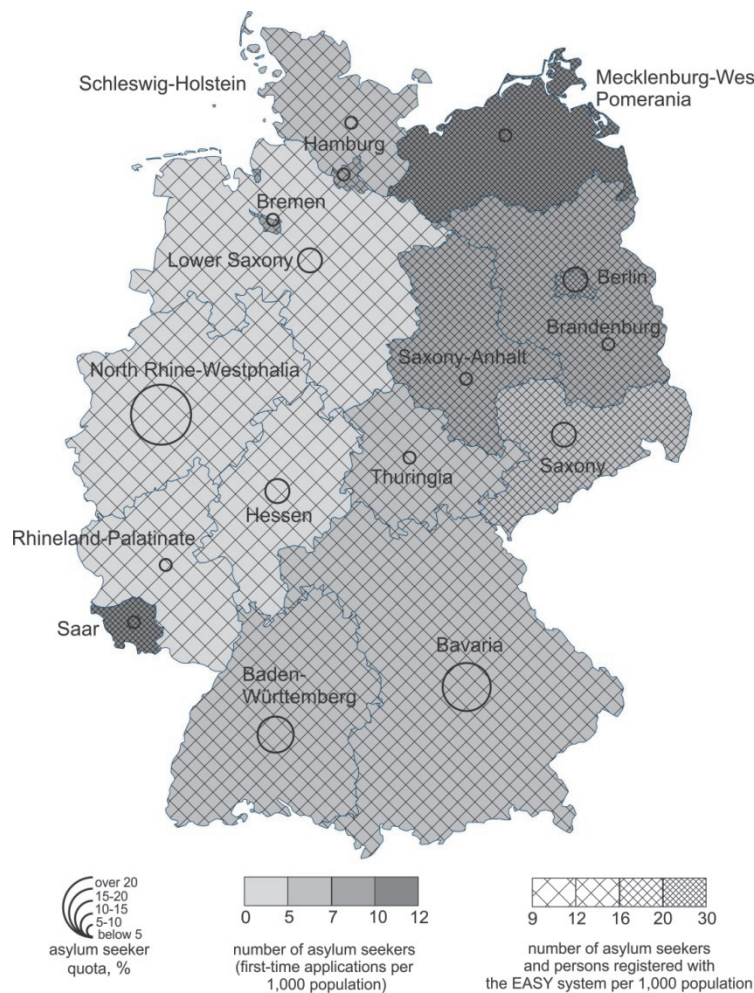 Schleswig-Holstein
Mecklenburg-Wes
Pomerania
Hamburg
Bremen
Lower Saxony
Berlin
Brandenburg
Saxony-Anhalt
North Rhine-Westphalia
Saxony
Thuringia
Hessen
Rhineland-Palatinate
Saar
Bavaria
Baden-
Württemberg
over 20
15-20
10-15
5-10
below 5
asylum seeker
quota, %
0 5 7 10 12
number of asylum seekers
(first-time applications per
1,000 population)
9 12 16 20 30
number of asylum seekers
and persons registered with
the EASY system per 1,000 population